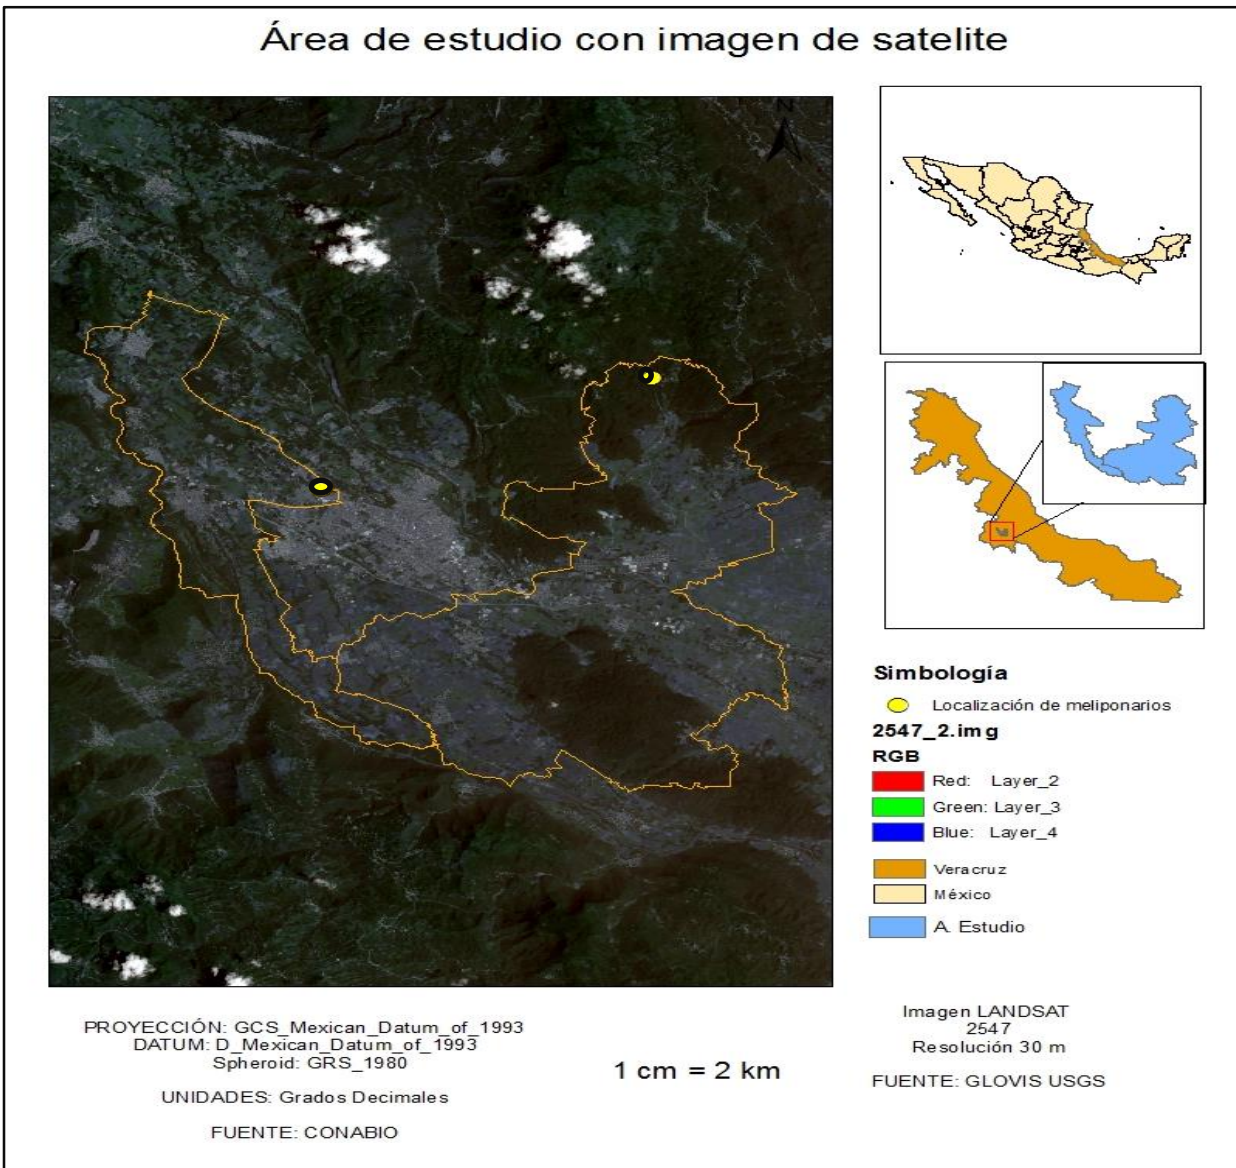 Área de estudio con imagen de satelite
N
Simbología
Localización de meliponarios
2547_2.img
RGB
Red: Layer_2
Green: Layer_3
Blue: Layer_4
Veracruz
México
A. Estudio
PROYECCIÓN: GCS_Mexican_Datum_of_1993
DATUM: D_Mexican_Datum_of_1993
Spheroid: GRS_1980
UNIDADES: Grados Decimales
FUENTE: CONABIO
1 cm = 2 km
Imagen LANDSAT
2547
Resolución 30 m
FUENTE: GLOVIS USGS